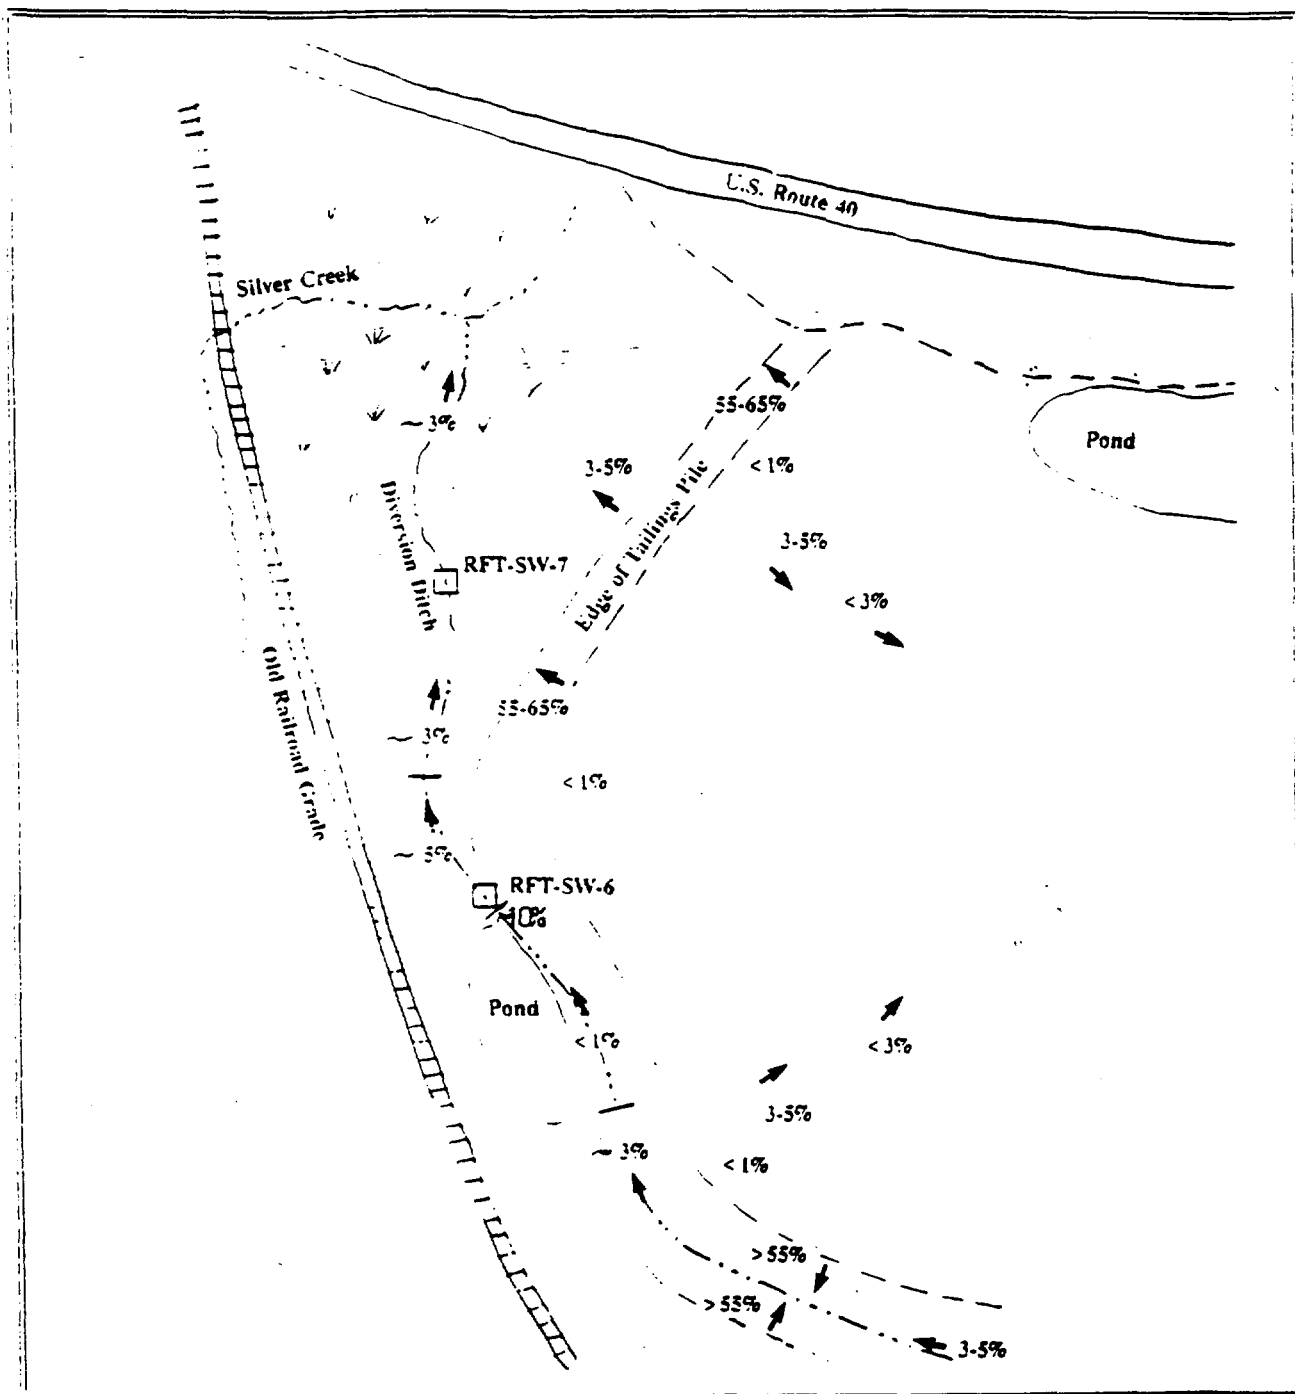 U.S. Route 40
Silver Creek
55-65%
~ 3%
Pond
3-5%
< 1%
Diversion Ditch
Edge of Tailings Pile
3-5%
RFT-SW-7
< 3%
Old Railroad Grade
55-65%
~ 3%
< 1%
~ 5%
RFT-SW-6
~10%
Pond
< 1%
< 3%
3-5%
~ 3%
< 1%
> 55%
> 55%
3-5%